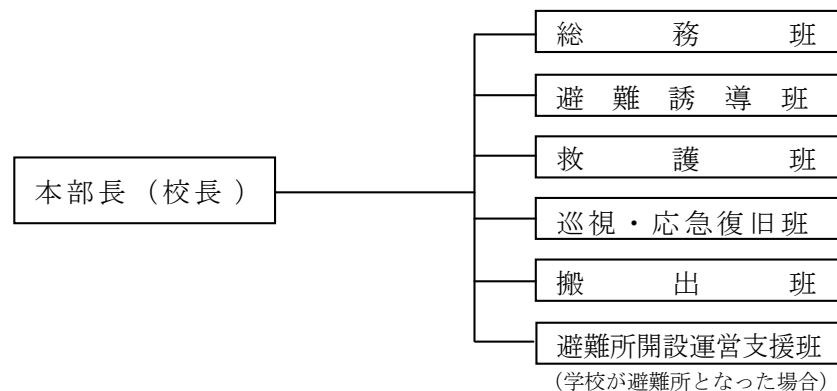 総務班
避難誘導班
救護班
本部長（校長）
巡視・応急復旧班
搬出班
避難所開設運営支援班
（学校が避難所となった場合）